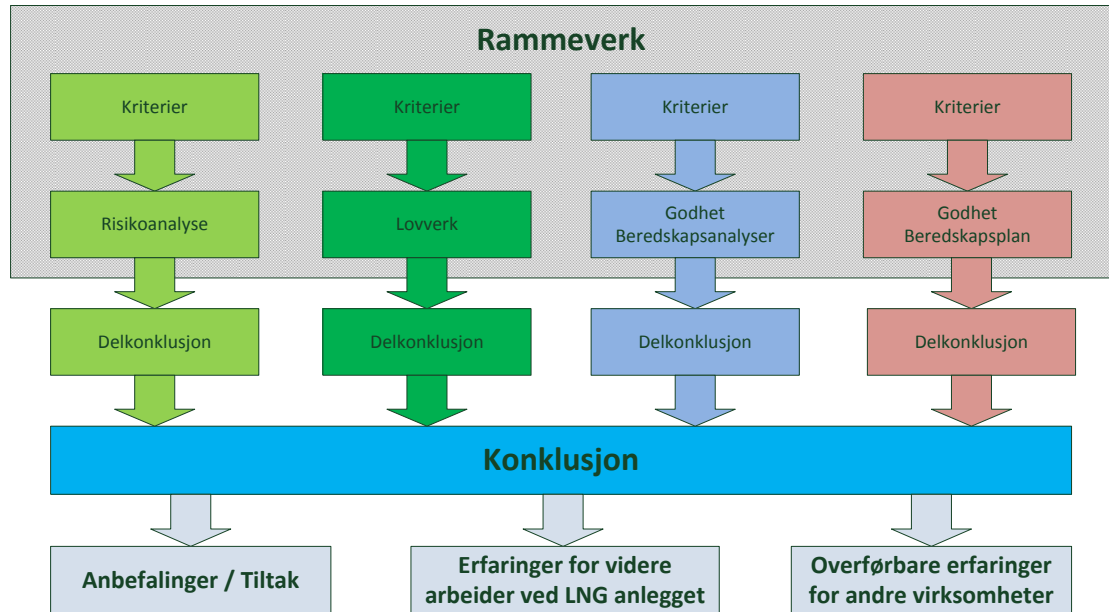 Rammeverk
Kriterier
Kriterier
Kriterier
Kriterier
Risikoanalyse
Lovverk
Godhet
Beredskapsanalyser
Godhet
Beredskapsplan
Delkonklusjon
Delkonklusjon
Delkonklusjon
Delkonklusjon
Konklusjon
Anbefalinger / Tiltak
Erfaringer for videre
arbeider ved LNG anlegget
Overførbare erfaringer
for andre virksomheter